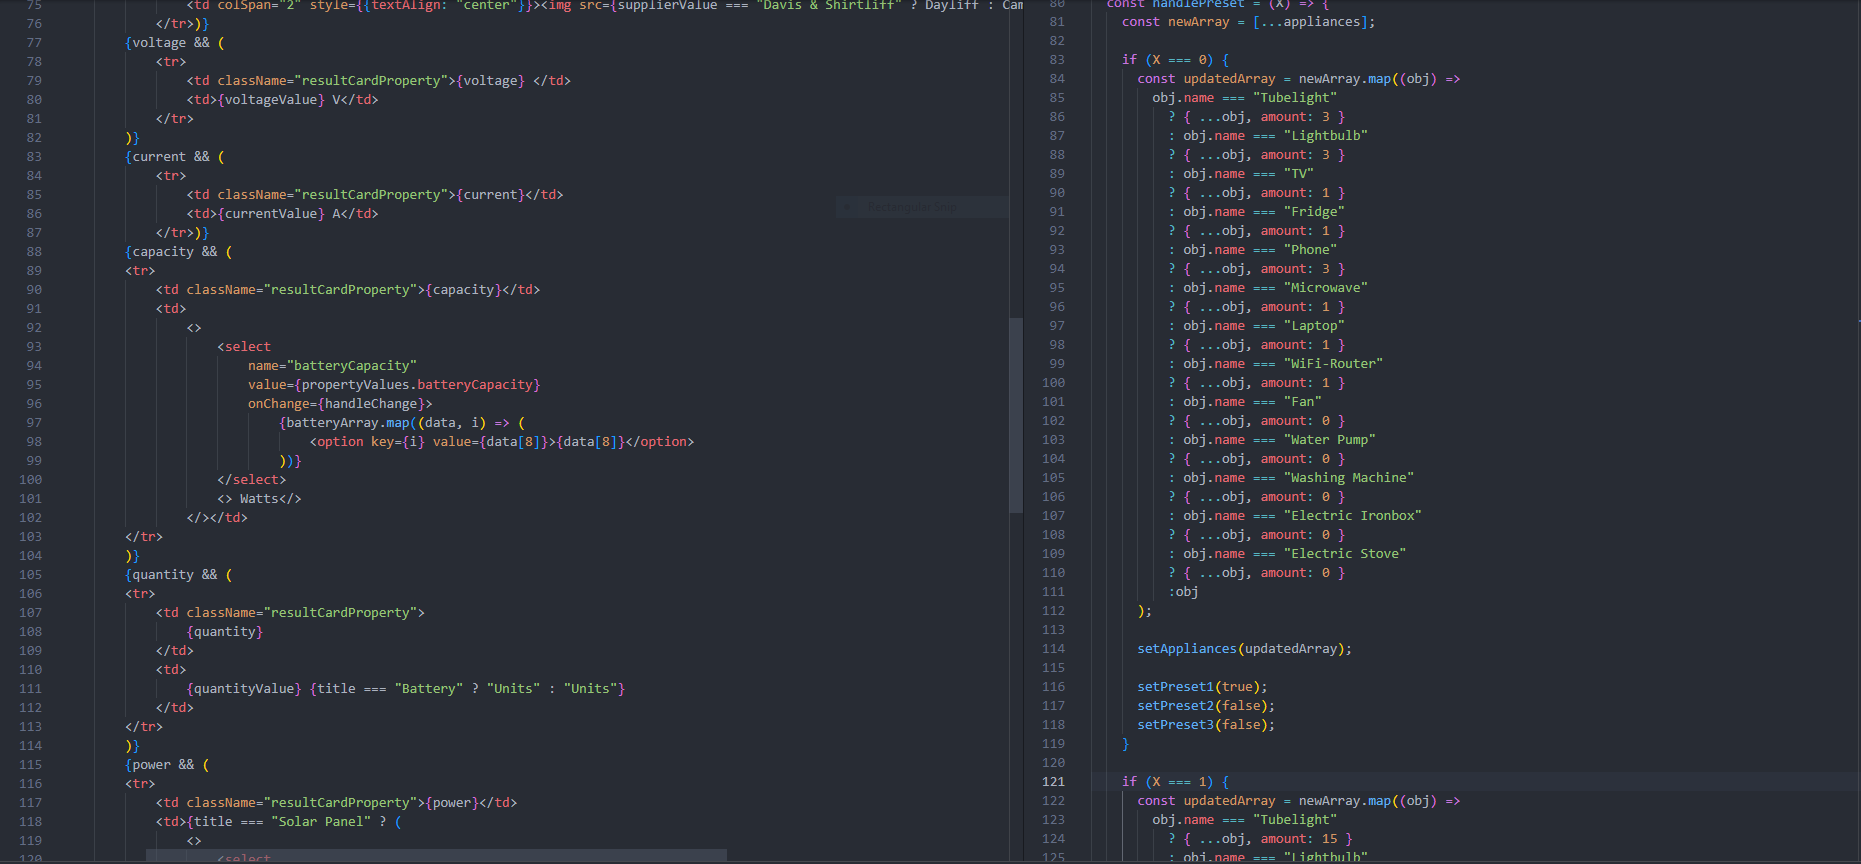 75 <td colSpan="2" style={{textAlign: "center"}}><img src={supplierValue === "Davis & Shirtliff" ? Dayliff : Cam
76 </tr>)}
77 {voltage && (
78 <tr>
79 <td className="resultCardProperty">{voltage} </td>
80 <td>{voltageValue} V</td>
81 </tr>
82 )}
83 {current && (
84 <tr>
85 <td className="resultCardProperty">{current}</td>
86 <td>{currentValue} A</td>
87 </tr>)}
88 {capacity && (
89 <tr>
90 <td className="resultCardProperty">{capacity}</td>
91 <td>
92 <>
93 <select
94 name="batteryCapacity"
95 value={propertyValues.batteryCapacity}
96 onChange={handleChange}>
97 {batteryArray.map((data, i) => (
98 <option key={i} value={data[8]}>{data[8]}</option>
99 ))}
100 </select>
101 <> Watts</>
102 </></td>
103 </tr>
104 )}
105 {quantity && (
106 <tr>
107 <td className="resultCardProperty">
108 {quantity}
109 </td>
110 <td>
111 {quantityValue} {title === "Battery" ? "Units" : "Units"}
112 </td>
113 </tr>
114 )}
115 {power && (
116 <tr>
117 <td className="resultCardProperty">{power}</td>
118 <td>{title === "Solar Panel" ? (
119 <>
120 <select
80 const handlePreset = (X) => {
81 const newArray = [...appliances];
82
83 if (X === 0) {
84 const updatedArray = newArray.map((obj) =>
85 obj.name === "Tubelight"
86 ? { ...obj, amount: 3 }
87 : obj.name === "Lightbulb"
88 ? { ...obj, amount: 3 }
89 : obj.name === "TV"
90 ? { ...obj, amount: 1 }
91 : obj.name === "Fridge"
92 ? { ...obj, amount: 1 }
93 : obj.name === "Phone"
94 ? { ...obj, amount: 3 }
95 : obj.name === "Microwave"
96 ? { ...obj, amount: 1 }
97 : obj.name === "Laptop"
98 ? { ...obj, amount: 1 }
99 : obj.name === "WiFi-Router"
100 ? { ...obj, amount: 1 }
101 : obj.name === "Fan"
102 ? { ...obj, amount: 0 }
103 : obj.name === "Water Pump"
104 ? { ...obj, amount: 0 }
105 : obj.name === "Washing Machine"
106 ? { ...obj, amount: 0 }
107 : obj.name === "Electric Ironbox"
108 ? { ...obj, amount: 0 }
109 : obj.name === "Electric Stove"
110 ? { ...obj, amount: 0 }
111 :obj
112 );
113
114 setAppliances(updatedArray);
115
116 setPreset1(true);
117 setPreset2(false);
118 setPreset3(false);
119 }
120
121 if (X === 1) {
122 const updatedArray = newArray.map((obj) =>
123 obj.name === "Tubelight"
124 ? { ...obj, amount: 15 }
125 : obj.name === "Lightbulb"